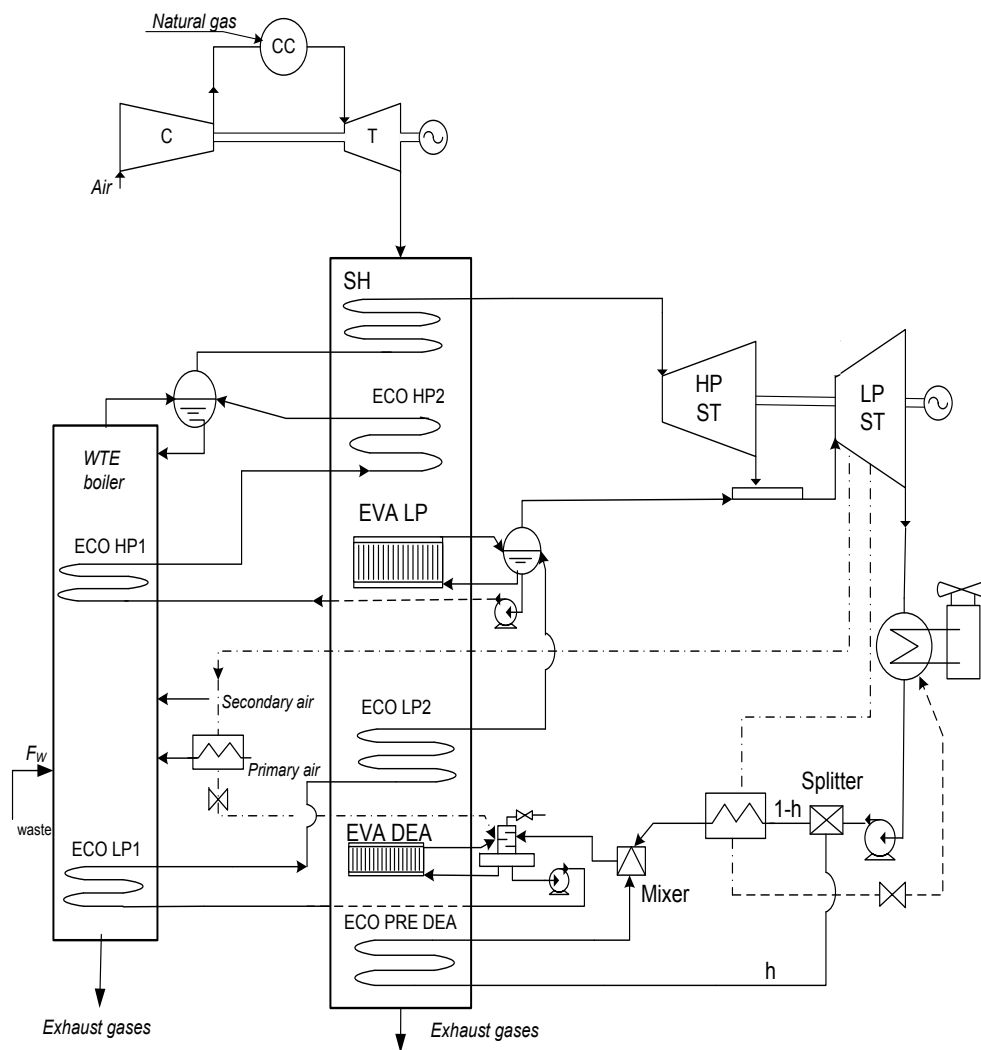 Natural gas
CC
C
T
Air
SH
ECO HP2
HP
ST
LP
ST
WTE
boiler
EVA LP
ECO HP1
Secondary air
ECO LP2
Fw
Primary air
waste
Splitter
1-h
EVA DEA
ECO LP1
Mixer
ECO PRE DEA
h
Exhaust gases
Exhaust gases